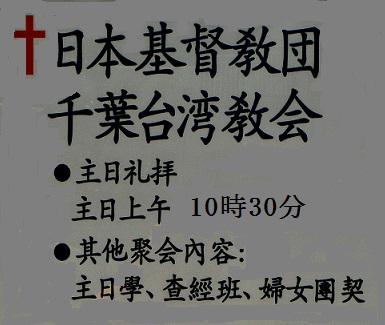 日本基督教団
千葉台湾教会
●主日礼拝
主日上午 10時30分
●其他聚会內容:
主日學、查經班、婦女團契